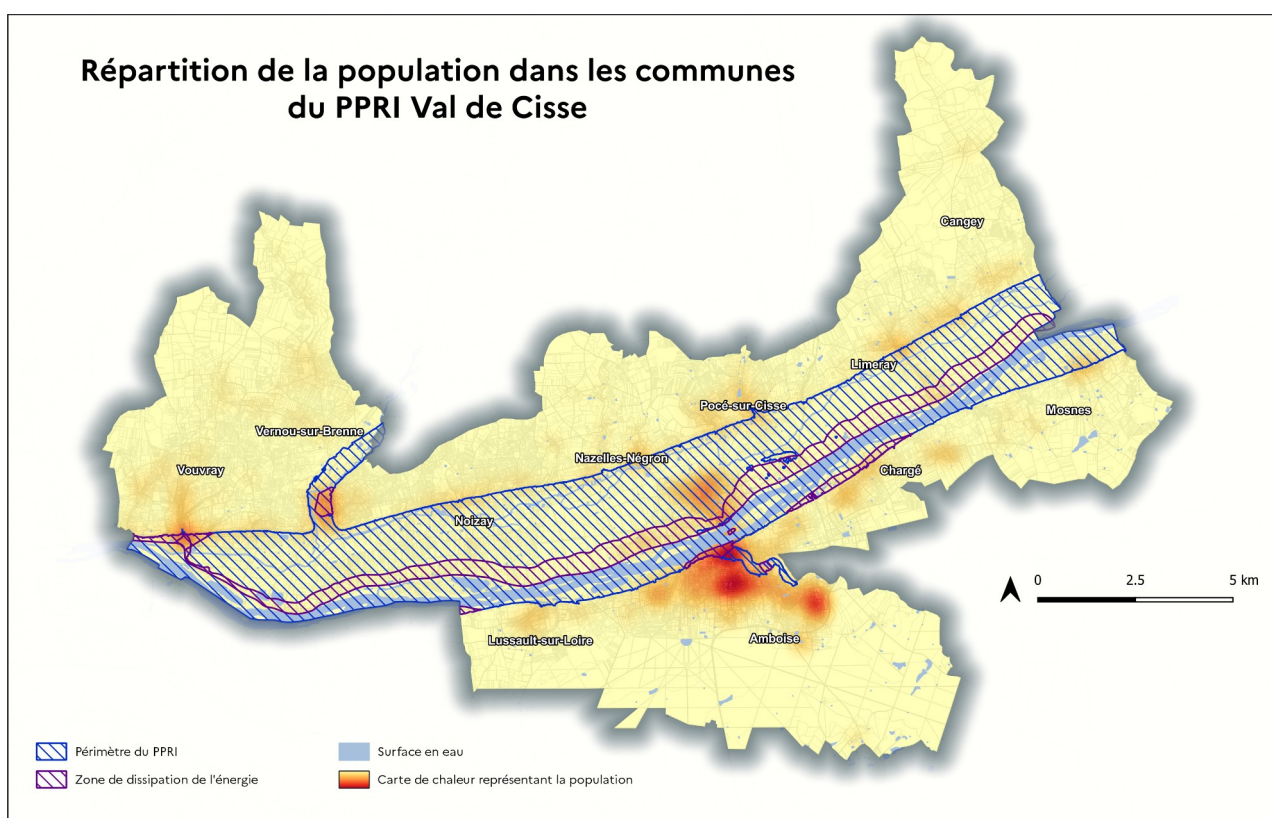 Répartition de la population dans les communes
du PPRI Val de Cisse
Cangey
Limeray
Pocé-sur-Cisse
Mosnes
Vernou-sur-Brenne
Nazelles-Négron
Vouvray
Chargé
Noizay
Lussault-sur-Loire
Amboise
0 2.5 5 km
Périmètre du PPRI
Zone de dissipation de l'énergie
Surface en eau
Carte de chaleur représentant la population